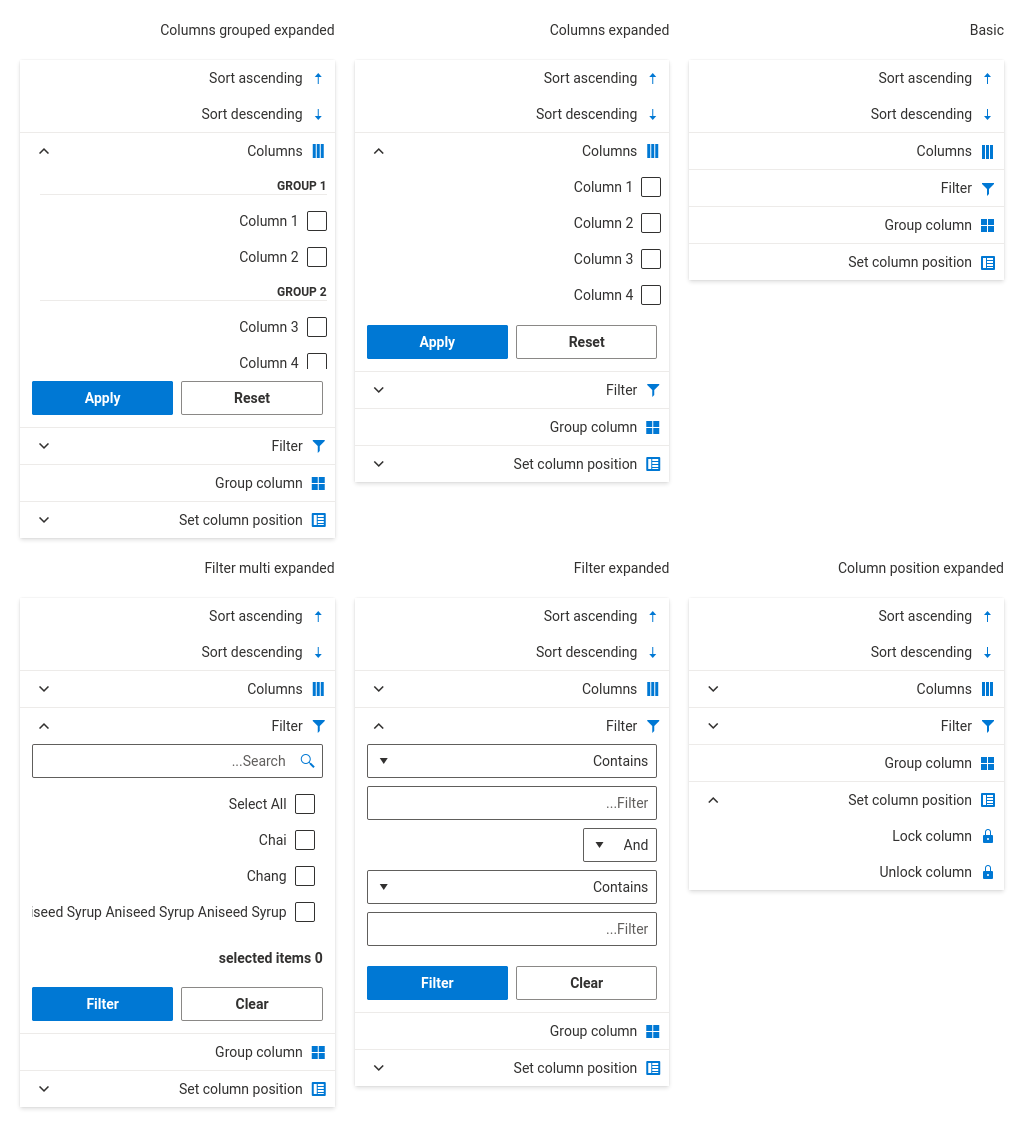 Columns grouped expanded
Sort ascending
Sort descending
Columns
GROUP 1
Column 1
Column 2
GROUP 2
Column 3
Column 4
Apply
Reset
Filter
Group column
Set column position
Columns expanded
Sort ascending
Sort descending
Columns
Column 1
Column 2
Column 3
Column 4
Apply
Reset
Filter
Group column
Set column position
Basic
Sort ascending
Sort descending
Columns
Filter
Group column
Set column position
Filter multi expanded
Sort ascending
Sort descending
Columns
Filter
...Search
Select All
Chai
Chang
iseed Syrup Aniseed Syrup Aniseed Syrup
selected items 0
Filter
Clear
Group column
Set column position
Filter expanded
Sort ascending
Sort descending
Columns
Filter
Contains
...Filter
And
Contains
...Filter
Filter
Clear
Group column
Set column position
Column position expanded
Sort ascending
Sort descending
Columns
Filter
Group column
Set column position
Lock column
Unlock column